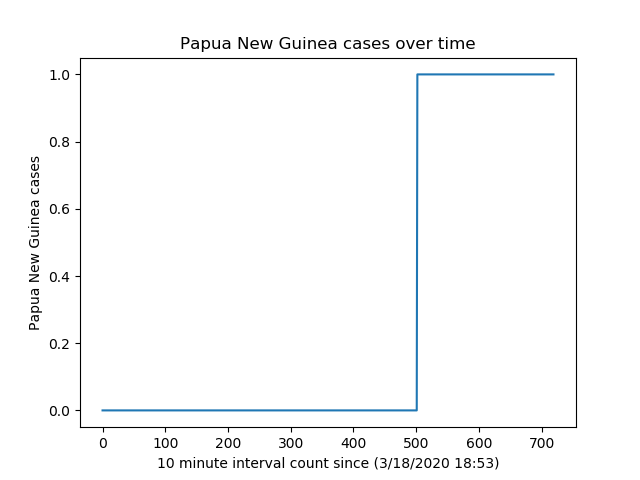 Papua New Guinea cases over time
1.0
0.8
0.6
0.4
0.2
0.0
Papua New Guinea cases
0 100 200 300 400 500 600 700
10 minute interval count since (3/18/2020 18:53)